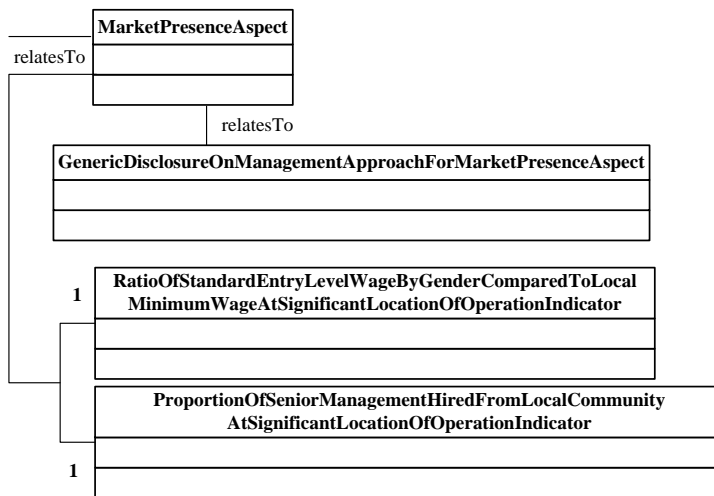 MarketPresenceAspect
relatesTo
relatesTo
GenericDisclosureOnManagementApproachForMarketPresenceAspect
RatioOfStandardEntryLevelWageByGenderComparedToLocal
1
MinimumWageAtSignificantLocationOfOperationIndicator
ProportionOfSeniorManagementHiredFromLocalCommunity
AtSignificantLocationOfOperationIndicator
1